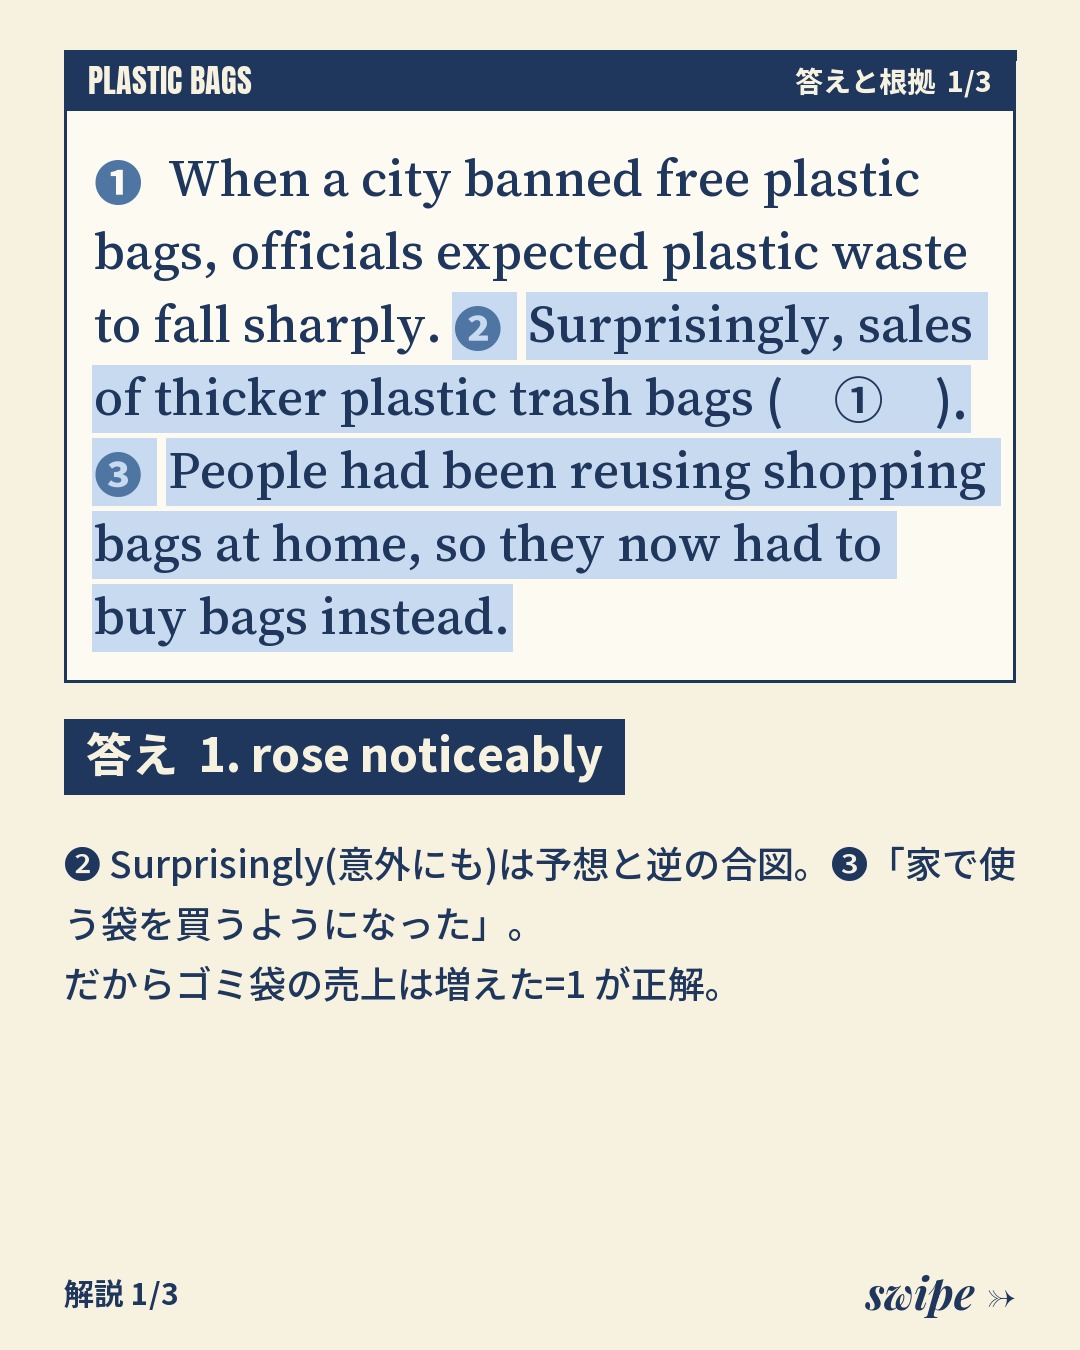 PLASTIC BAGS
答えと根拠 1/3
❶ When a city banned free plastic
bags, officials expected plastic waste
to fall sharply. ❷ Surprisingly, sales
of thicker plastic trash bags ( ① ).
❸ People had been reusing shopping
bags at home, so they now had to
buy bags instead.
答え 1. rose noticeably
❷ Surprisingly(意外にも)は予想と逆の合図。❸「家で使
う袋を買うようになった」。
だからゴミ袋の売上は増えた=1 が正解。
解説 1/3
swipe